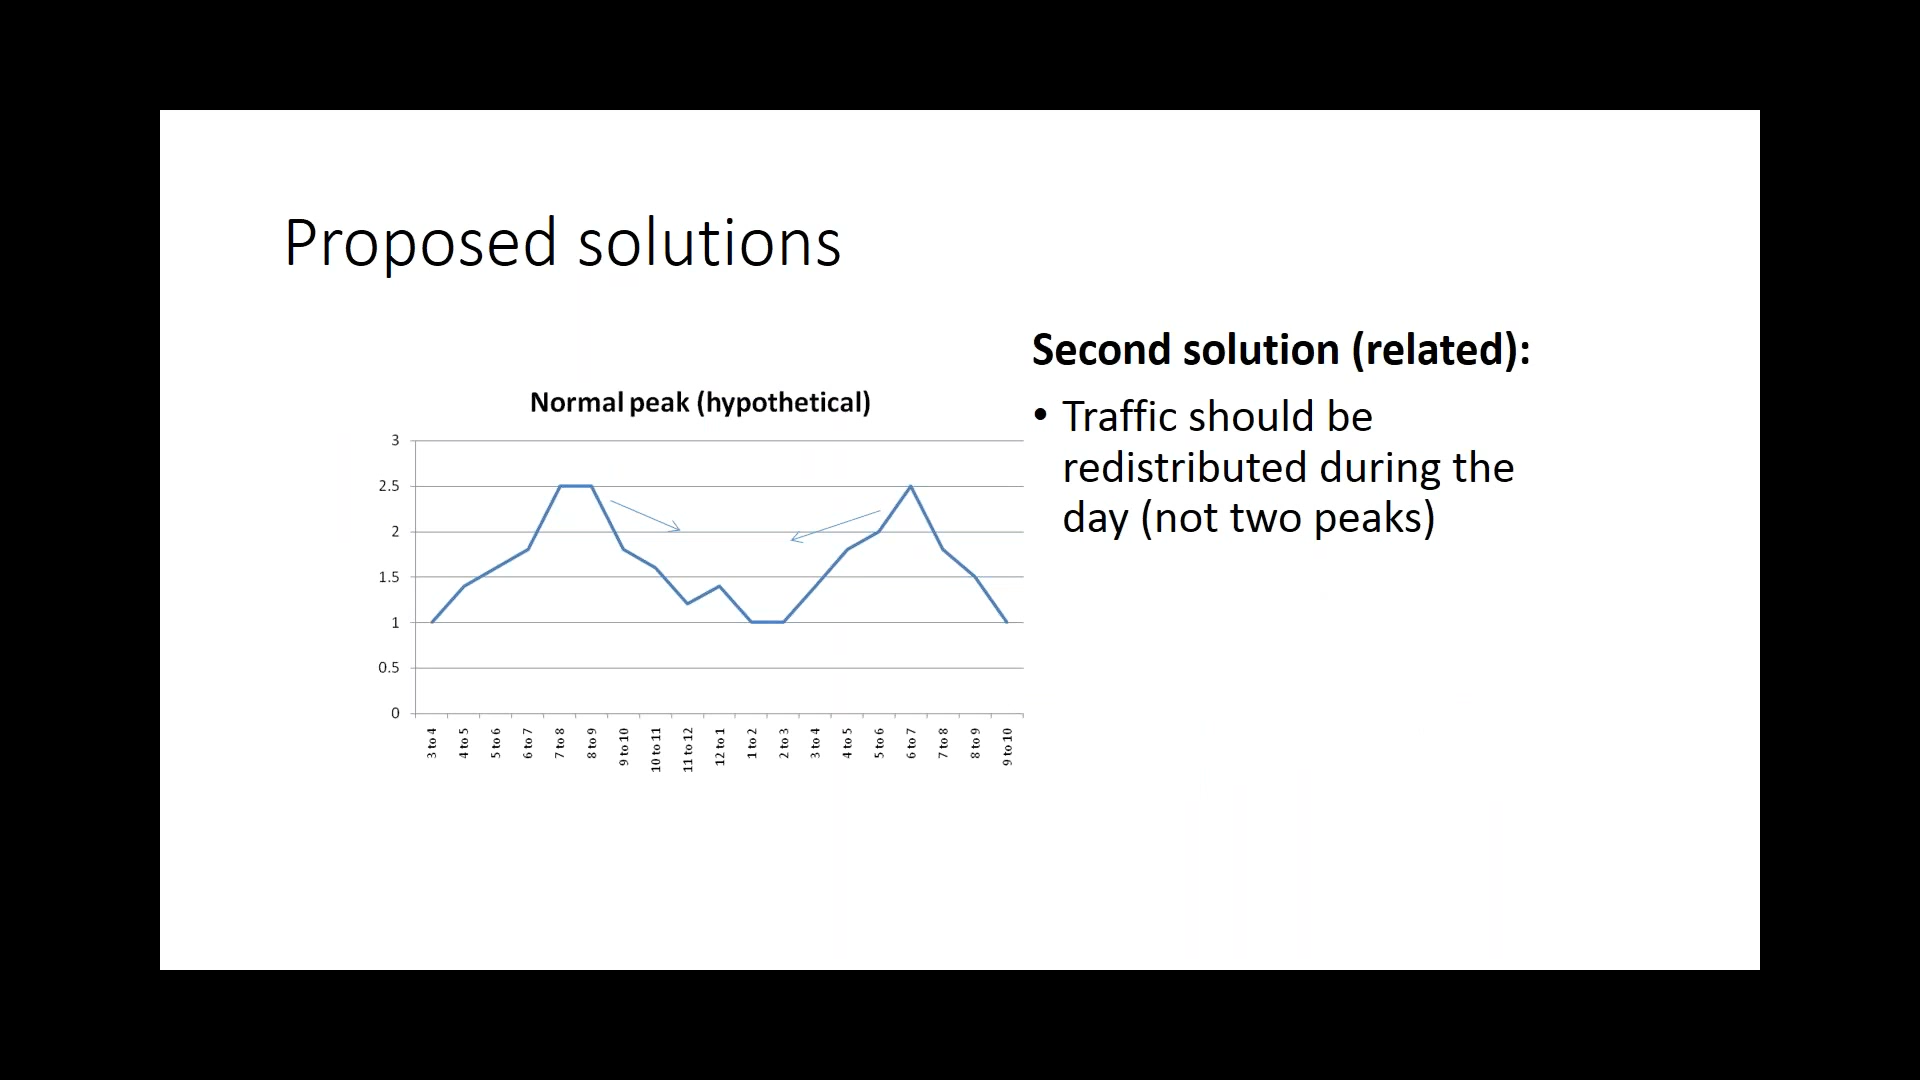 Proposed solutions
Second solution (related):
• Traffic should be
redistributed during the
day (not two peaks)
Normal peak (hypothetical)
3
2.5
2
1.5
1
0.5
0
3 to 4
4 to 5
5 to 6
6 to 7
7 to 8
8 to 9
9 to 10
10 to 11
11 to 12
12 to 1
1 to 2
2 to 3
3 to 4
4 to 5
5 to 6
6 to 7
7 to 8
8 to 9
9 to 10